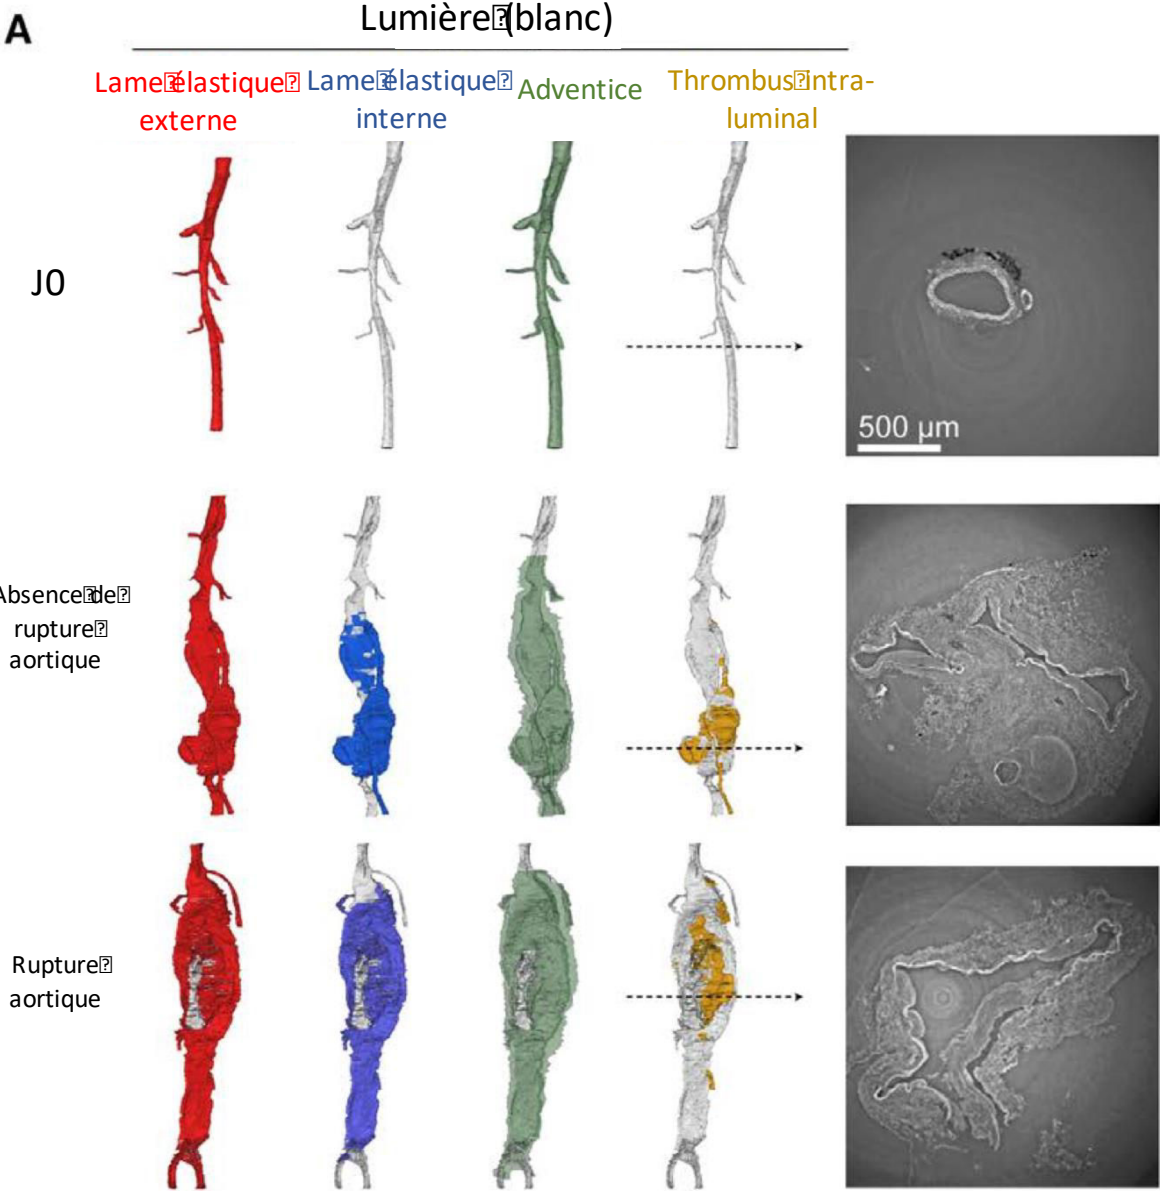 A
Lumière (blanc)
Lame élastique externe
Lame élastique interne
Adventice
Thrombus intra-luminal
J0
500 µm
Absence de
rupture
aortique
Rupture
aortique